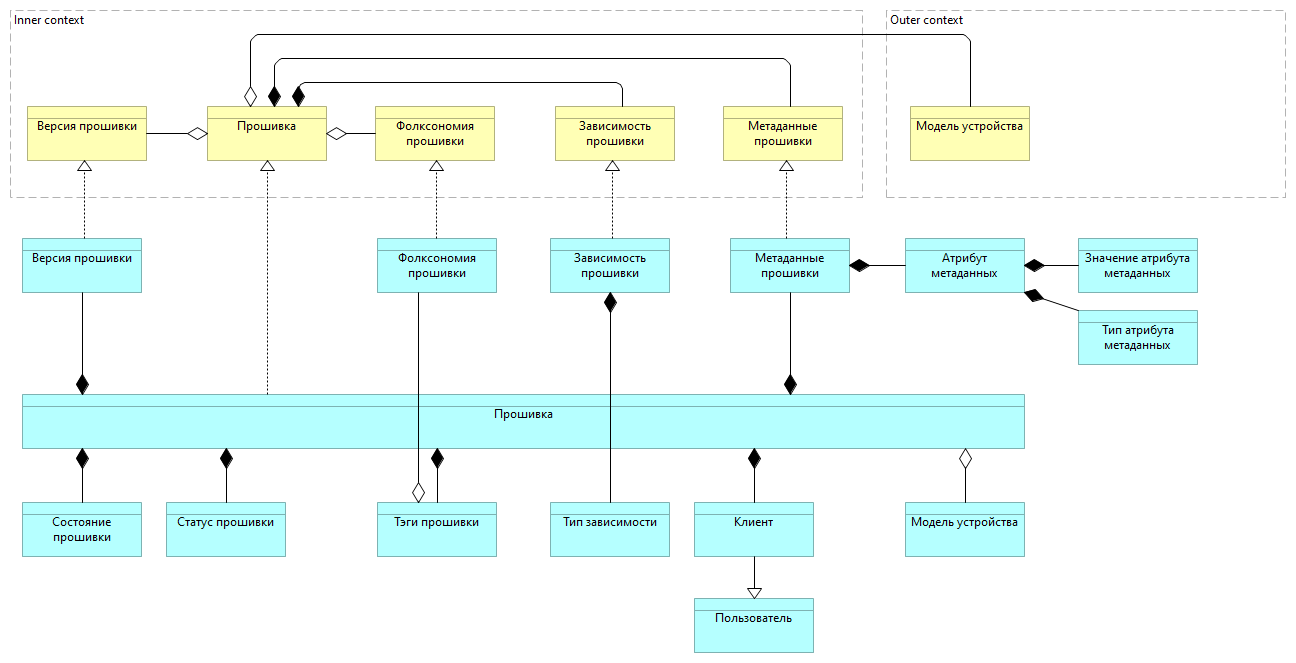 Inner context
Outer context
Версия прошивки
Прошивка
Фолксономия
прошивки
Зависимость
прошивки
Метаданные
прошивки
Модель устройства
Версия прошивки
Фолксономия
прошивки
Зависимость
прошивки
Метаданные
прошивки
Атрибут
метаданных
Значение атрибута
метаданных
Тип атрибута
метаданных
Прошивка
Состояние
прошивки
Статус прошивки
Тэги прошивки
Тип зависимости
Клиент
Модель устройства
Пользователь